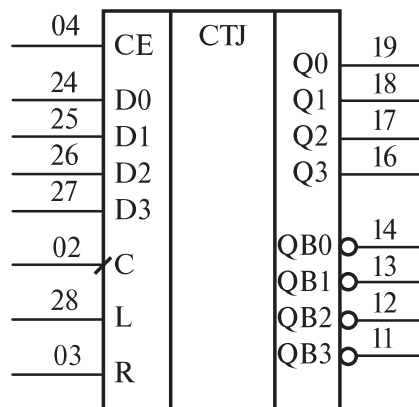 04 CE CTJ
Q0 19
24 D0
Q1 18
25 D1
Q2 17
26 D2
Q3 16
27 D3
QB0 14
02 C
QB1 13
28 L
QB2 12
QB3 11
03 R